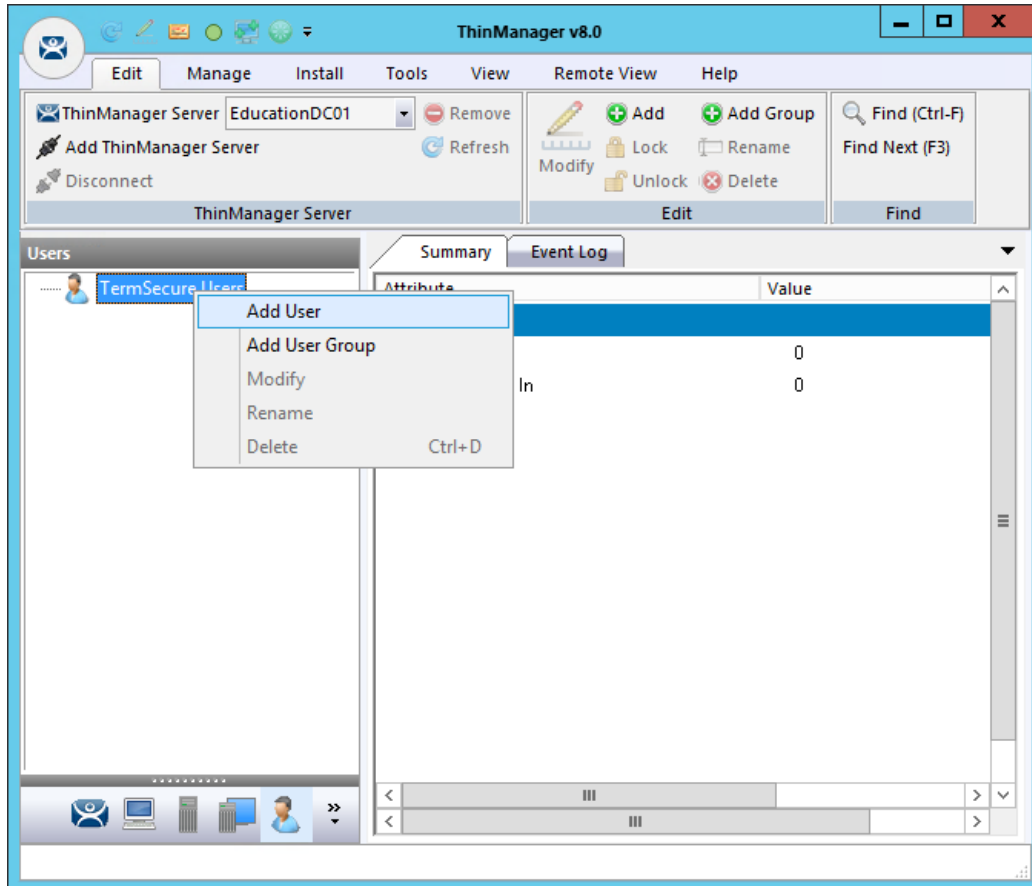 ThinManager v8.0
Edit Manage Install Tools View Remote View Help
ThinManager Server EducationDC01 Remove
Add ThinManager Server Refresh
Disconnect
ThinManager Server
Modify
Add Add Group
Lock Rename
Unlock Delete
Edit
Find (Ctrl-F)
Find Next (F3)
Find
Users
TermSecure Users
Add User
Add User Group
Modify
Rename
Delete Ctrl+D
Summary Event Log
Attribute Value
0
In 0